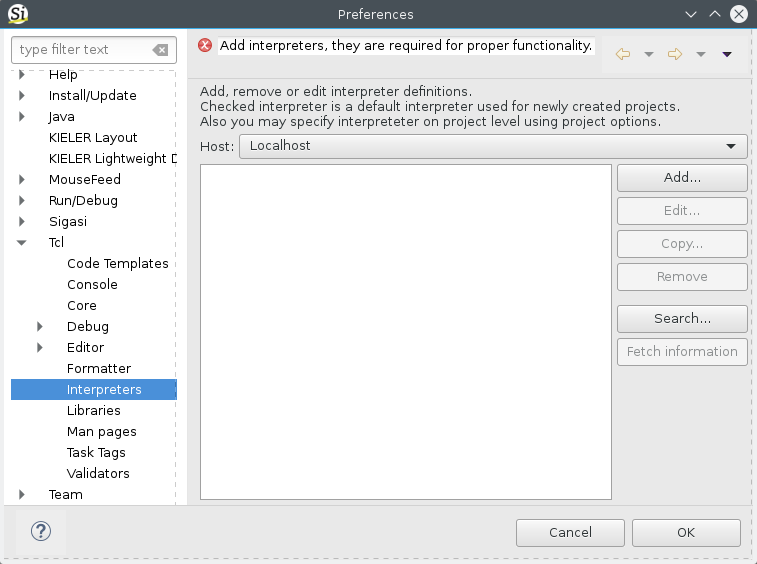 Si
Preferences
type filter text
Help
Install/Update
Java
KIELER Layout
KIELER Lightweight D
MouseFeed
Run/Debug
Sigasi
Tcl
Code Templates
Console
Core
Debug
Editor
Formatter
Interpreters
Libraries
Man pages
Task Tags
Validators
Team
Add interpreters, they are required for proper functionality.
Add, remove or edit interpreter definitions.
Checked interpreter is a default interpreter used for newly created projects.
Also you may specify interpreteter on project level using project options.
Host: Localhost
Add...
Edit...
Copy...
Remove
Search...
Fetch information
?
Cancel
OK